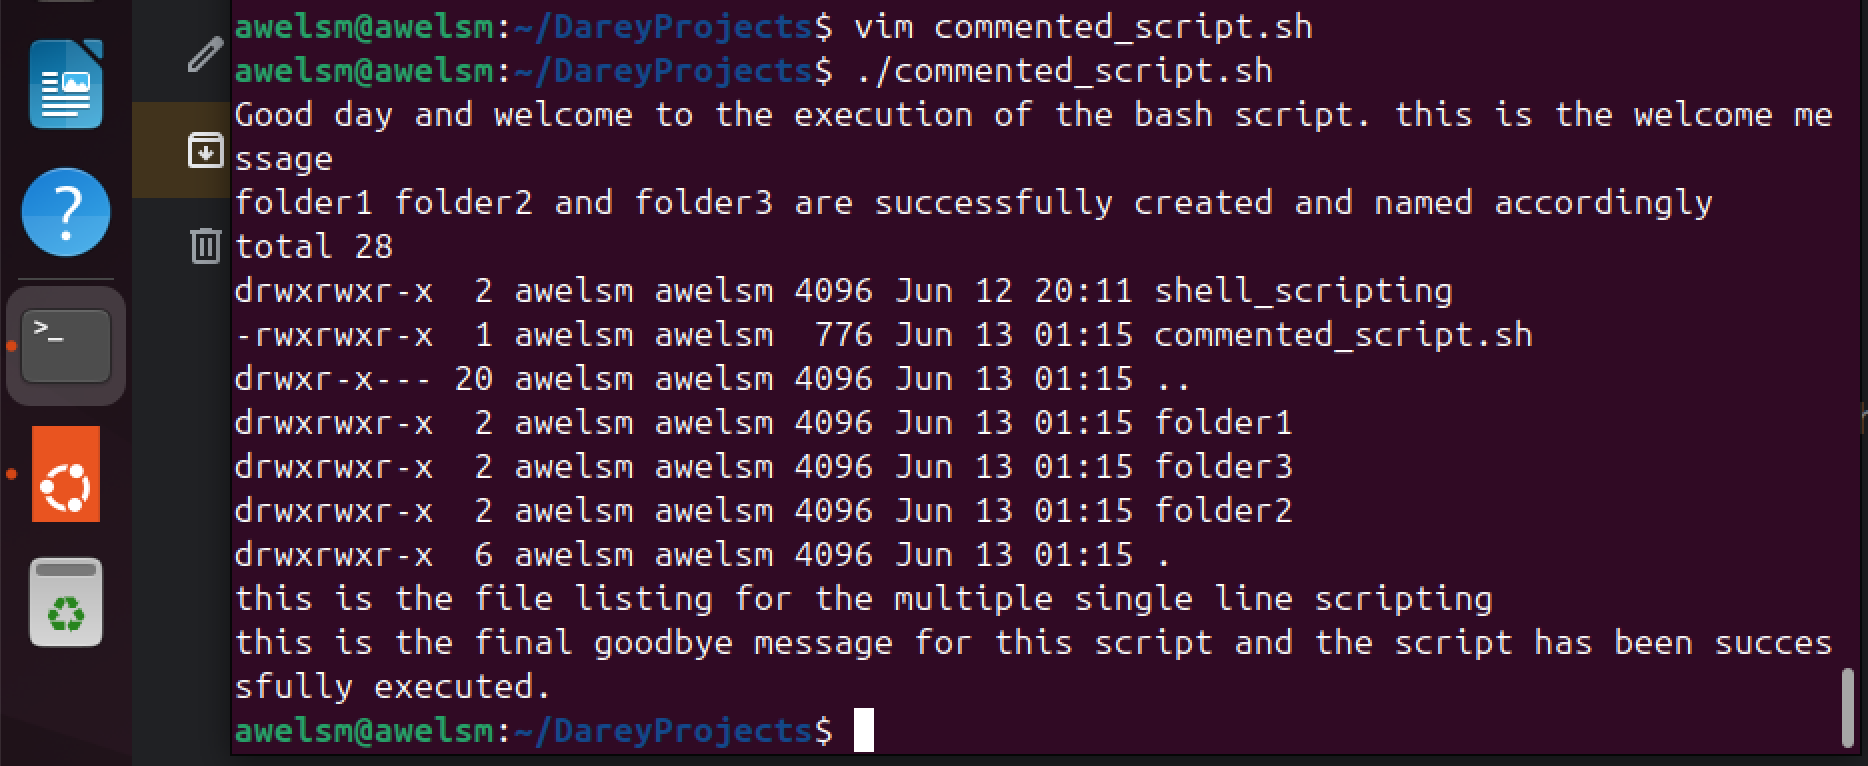 awelsm@awelsm:~/DareyProjects$ vim commented_script.sh
awelsm@awelsm:~/DareyProjects$ ./commented_script.sh
Good day and welcome to the execution of the bash script. this is the welcome me
ssage
folder1 folder2 and folder3 are successfully created and named accordingly
total 28
drwxrwxr-x  2 awelsm awelsm 4096 Jun 12 20:11 shell_scripting
-rwxrwxr-x  1 awelsm awelsm  776 Jun 13 01:15 commented_script.sh
drwxr-x--- 20 awelsm awelsm 4096 Jun 13 01:15 ..
drwxrwxr-x  2 awelsm awelsm 4096 Jun 13 01:15 folder1
drwxrwxr-x  2 awelsm awelsm 4096 Jun 13 01:15 folder3
drwxrwxr-x  2 awelsm awelsm 4096 Jun 13 01:15 folder2
drwxrwxr-x  6 awelsm awelsm 4096 Jun 13 01:15 .
this is the file listing for the multiple single line scripting
this is the final goodbye message for this script and the script has been succes
sfully executed.
awelsm@awelsm:~/DareyProjects$